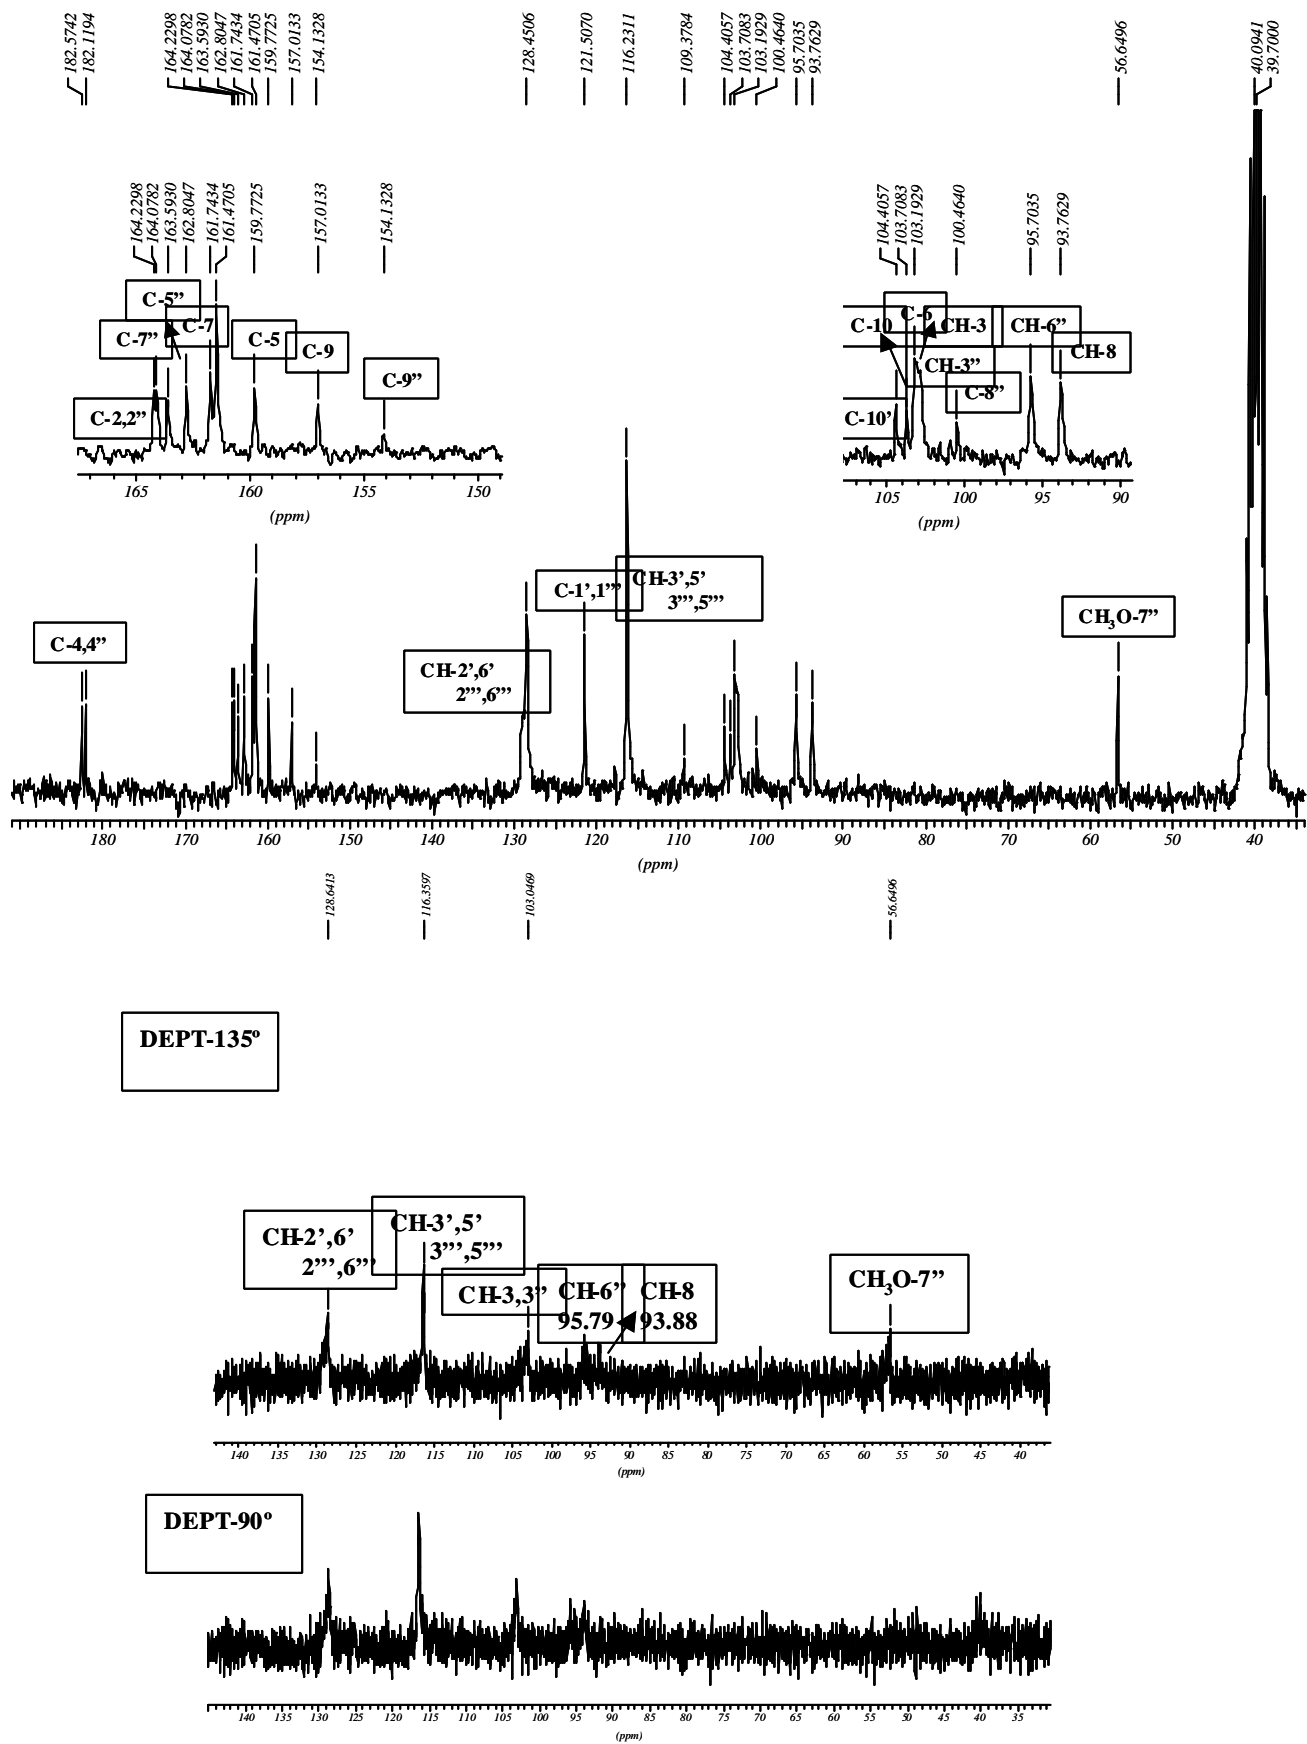 182.5742
182.1194
164.2298
164.0782
163.5930
162.8047
161.7434
161.4705
159.7725
157.0133
154.1328
128.4506
121.5070
116.2311
109.3784
104.4057
103.7083
103.1929
100.4640
95.7035
93.7629
56.6496
40.0941
39.7000
164.2298
164.0782
163.5930
162.8047
161.7434
161.4705
159.7725
157.0133
154.1328
104.4057
103.7083
103.1929
100.4640
95.7035
93.7629
C-5”
C-7”
C-7
C-5
C-9
C-9”
C-2,2”
165 160 155 150
(ppm)
C-10
C-6
CH-3
CH-6”
CH-8
CH-3”
C-8”
C-10’
105 100 95 90
(ppm)
C-4,4”
CH-2’,6’
2’’’,6’’’
C-1’,1’’’
CH-3’,5’
3’’’,5’’’
CH3O-7”
180 170 160 150 140 130 120 110 100 90 80 70 60 50 40
(ppm)
128.6413
116.3597
103.0469
56.6496
DEPT-135º
CH-2’,6’
2’’’,6’’’
CH-3’,5’
3’’’,5’’’
CH-3,3”
CH-6”
95.79
CH-8
93.88
CH3O-7”
140 135 130 125 120 115 110 105 100 95 90 85 80 75 70 65 60 55 50 45 40
(ppm)
DEPT-90º
140 135 130 125 120 115 110 105 100 95 90 85 80 75 70 65 60 55 50 45 40 35
(ppm)